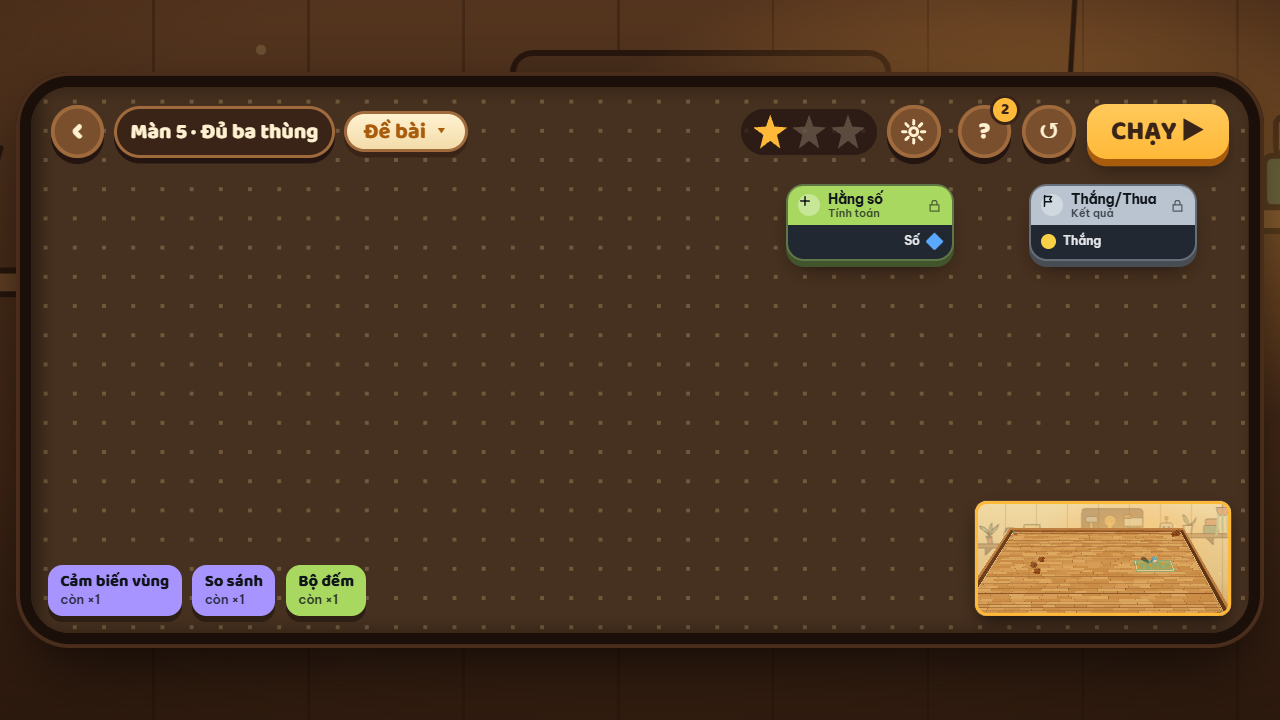 Màn 5 • Đủ ba thùng
Đề bài
?
2
CHẠY
Hằng số
Tính toán
Số
Thắng/Thua
Kết quả
Thắng
Cảm biến vùng
còn ×1
So sánh
còn ×1
Bộ đếm
còn ×1